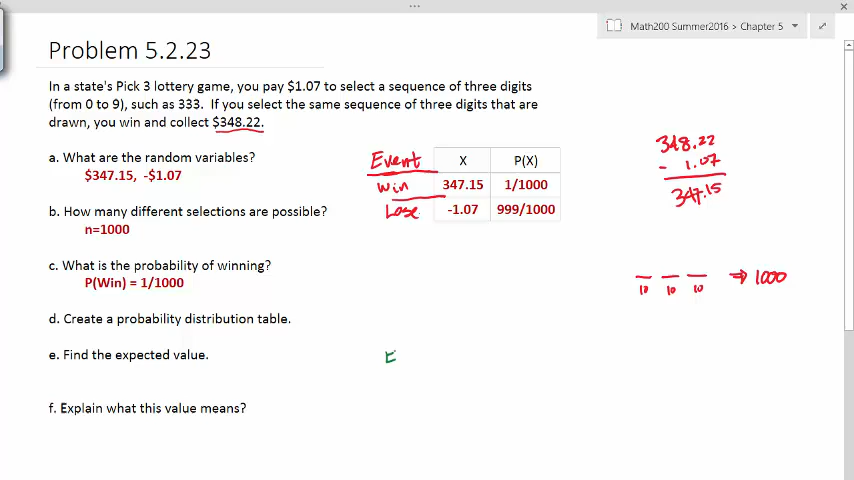 Math200 Summer2016 > Chapter 5
Problem 5.2.23
In a state's Pick 3 lottery game, you pay $1.07 to select a sequence of three digits
(from 0 to 9), such as 333. If you select the same sequence of three digits that are
drawn, you win and collect $348.22.
a. What are the random variables?
$347.15, -$1.07
b. How many different selections are possible?
n=1000
c. What is the probability of winning?
P(Win) = 1/1000
d. Create a probability distribution table.
e. Find the expected value.
f. Explain what this value means?
Event X P(X)
Win 347.15 1/1000
Lose -1.07 999/1000
348.22
- 1.07
347.15
10 10 10 ⇒ 1000
E